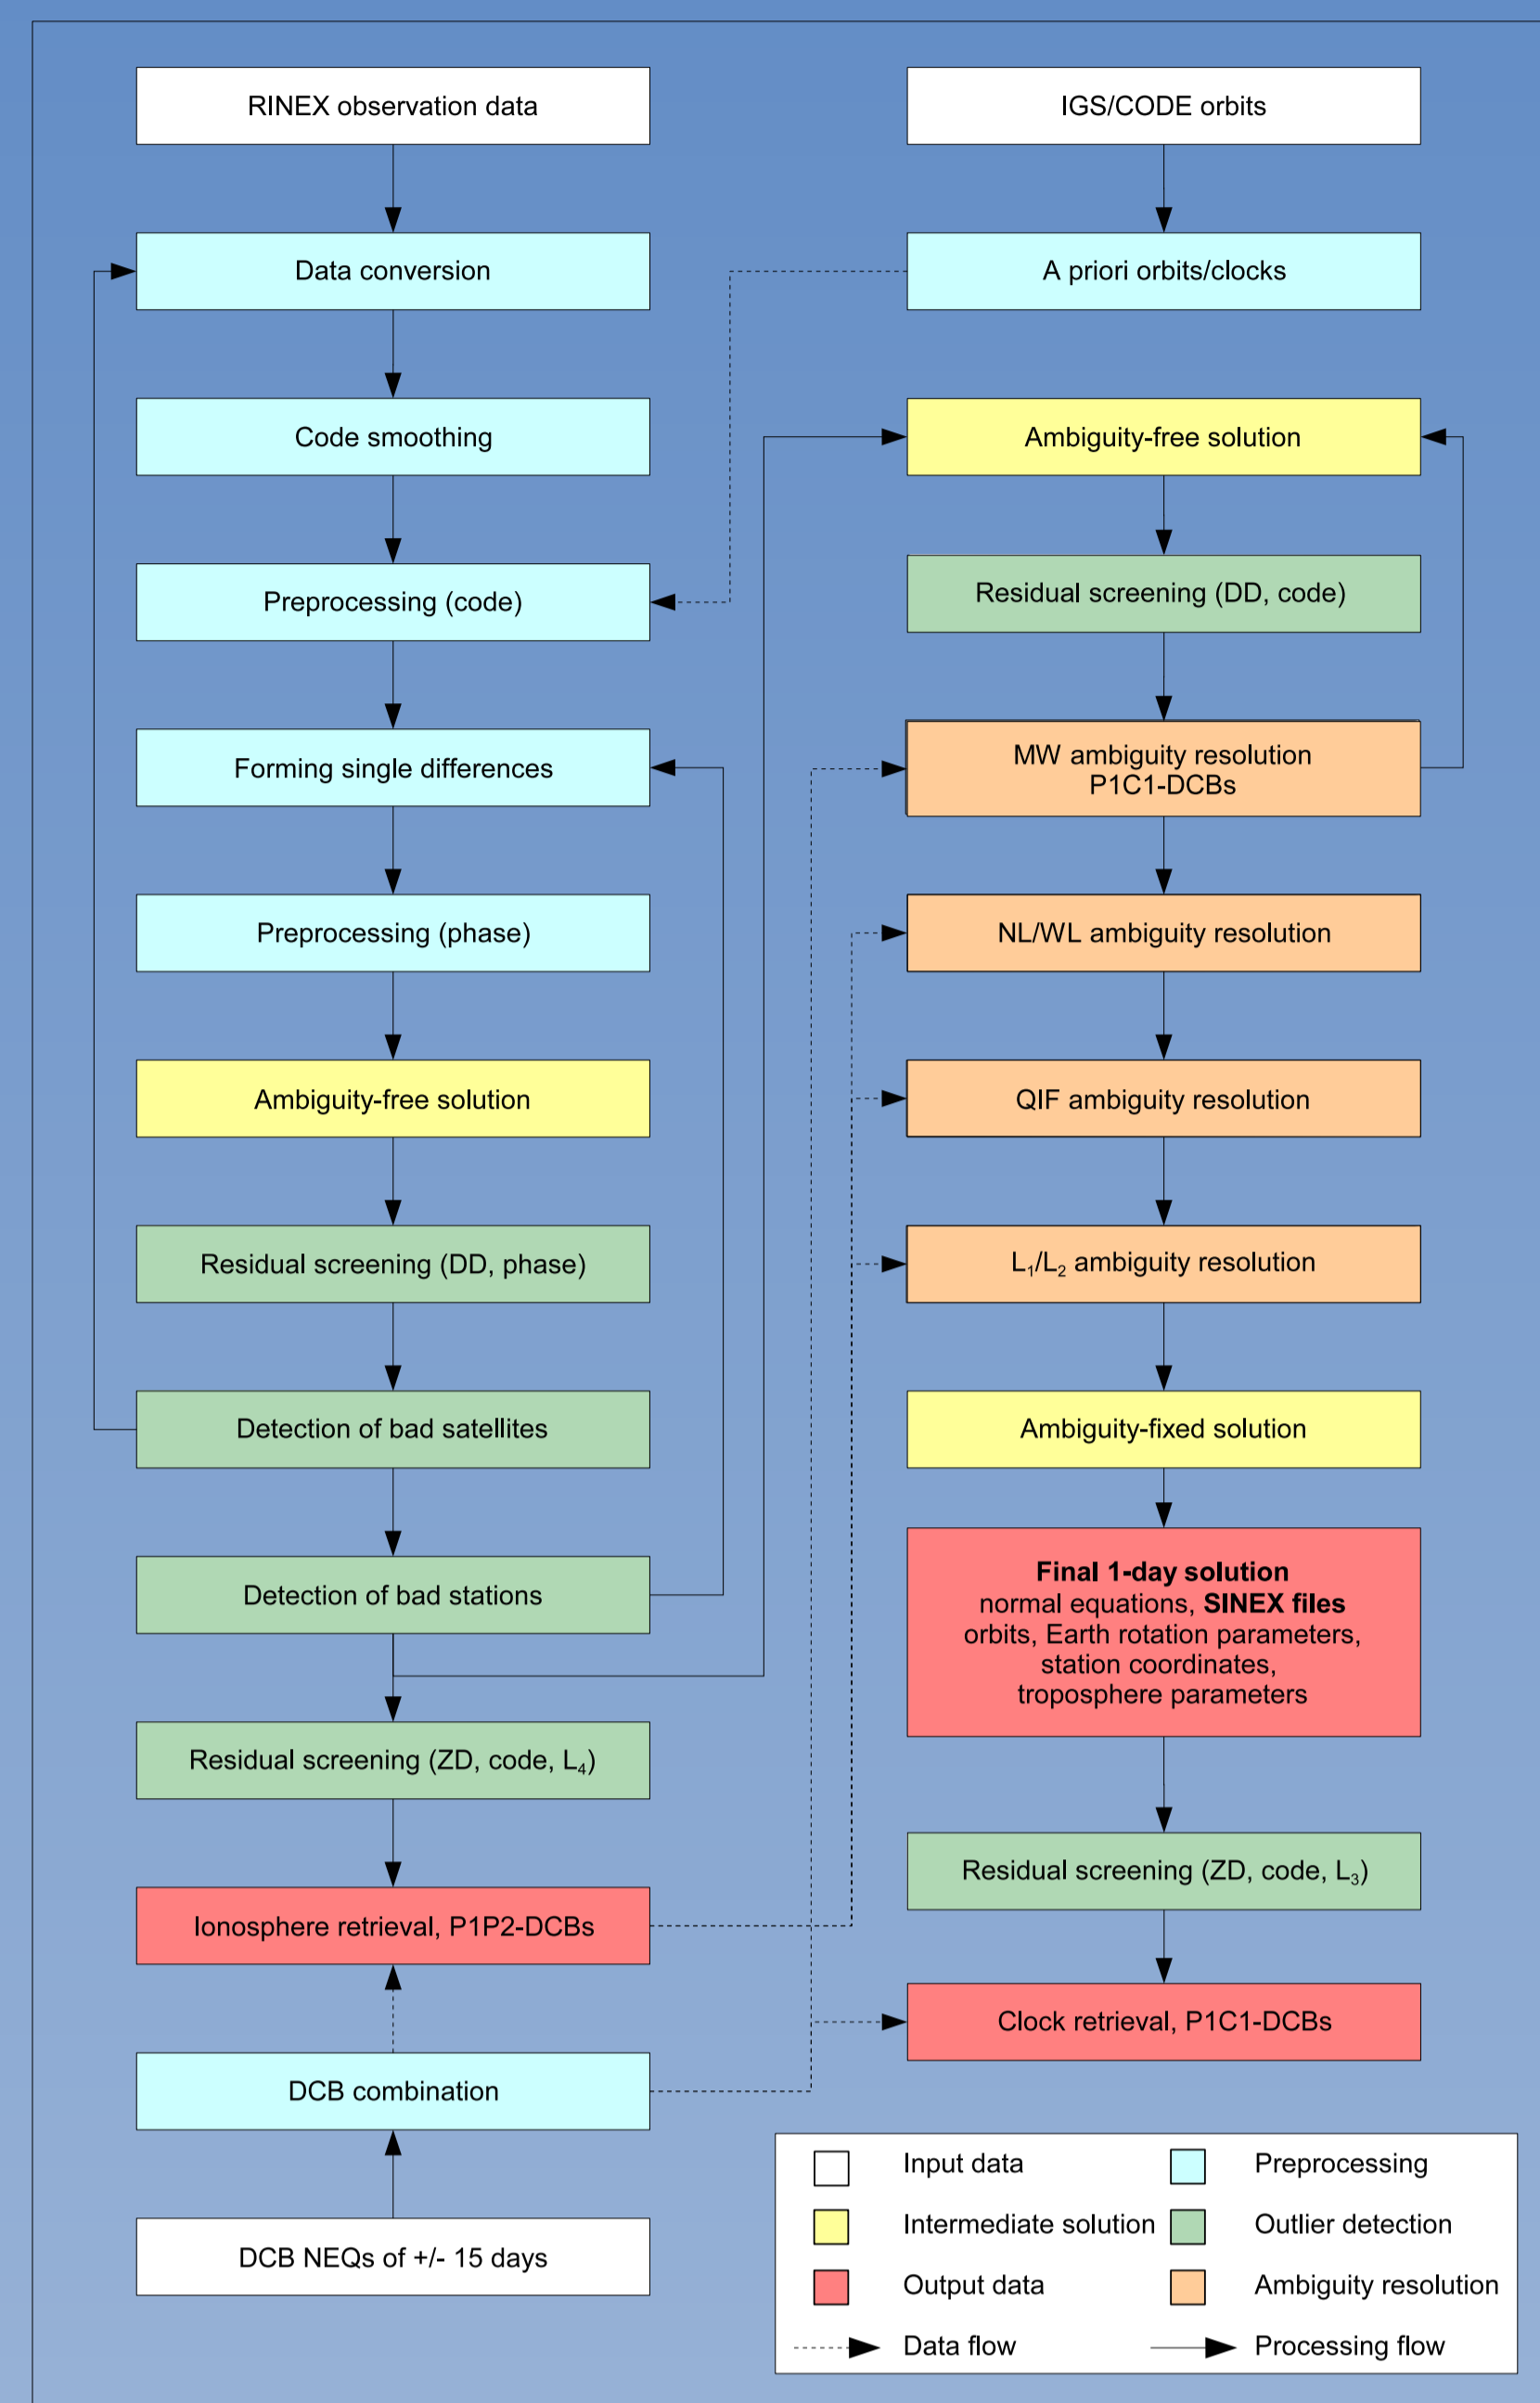 RINEX observation data
Data conversion
Code smoothing
Preprocessing (code)
Forming single differences
Preprocessing (phase)
Ambiguity-free solution
Residual screening (DD, phase)
Detection of bad satellites
Detection of bad stations
Residual screening (ZD, code, L₄)
Ionosphere retrieval, P1P2-DCBs
DCB combination
DCB NEQs of +/- 15 days
IGS/CODE orbits
A priori orbits/clocks
Ambiguity-free solution
Residual screening (DD, code)
MW ambiguity resolution
P1C1-DCBs
NL/WL ambiguity resolution
QIF ambiguity resolution
L₁/L₂ ambiguity resolution
Ambiguity-fixed solution
Final 1-day solution
normal equations, SINEX files
orbits, Earth rotation parameters,
station coordinates,
troposphere parameters
Residual screening (ZD, code, L₃)
Clock retrieval, P1C1-DCBs
Input data
Preprocessing
Intermediate solution
Outlier detection
Output data
Ambiguity resolution
Data flow
Processing flow